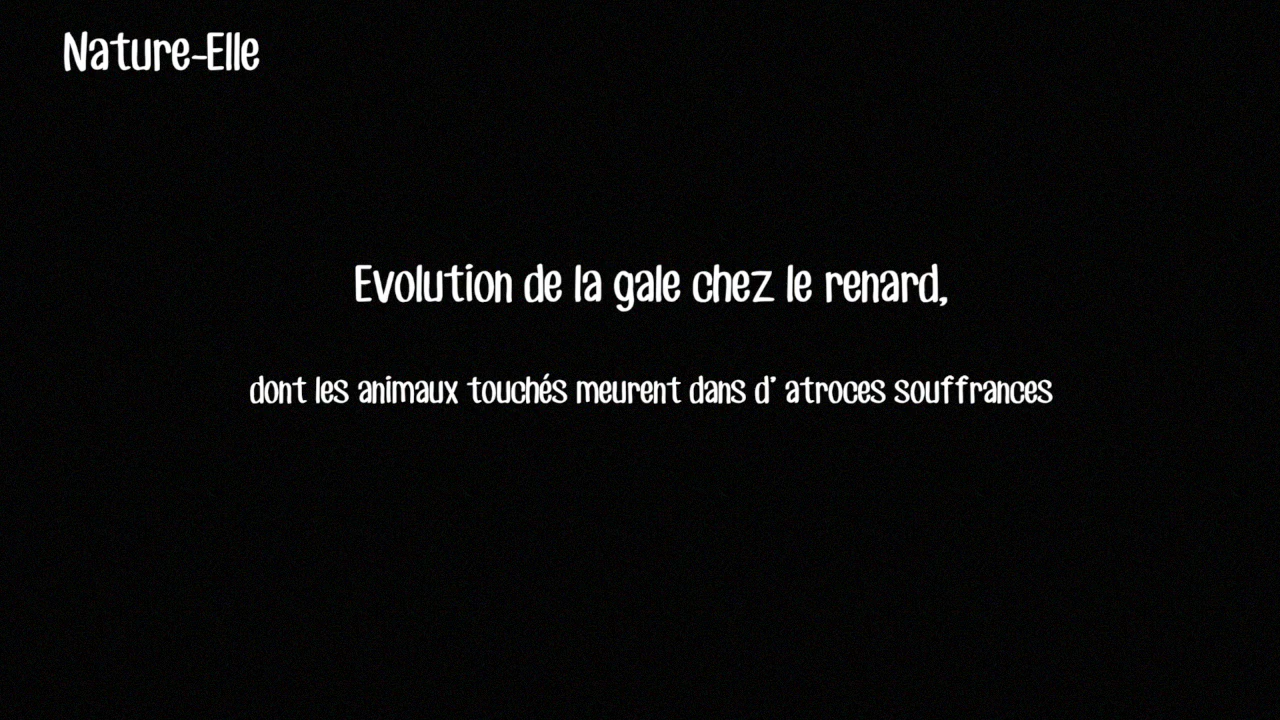 Nature-Elle
Evolution de la gale chez le renard,
dont les animaux touchés meurent dans d' atroces souffrances